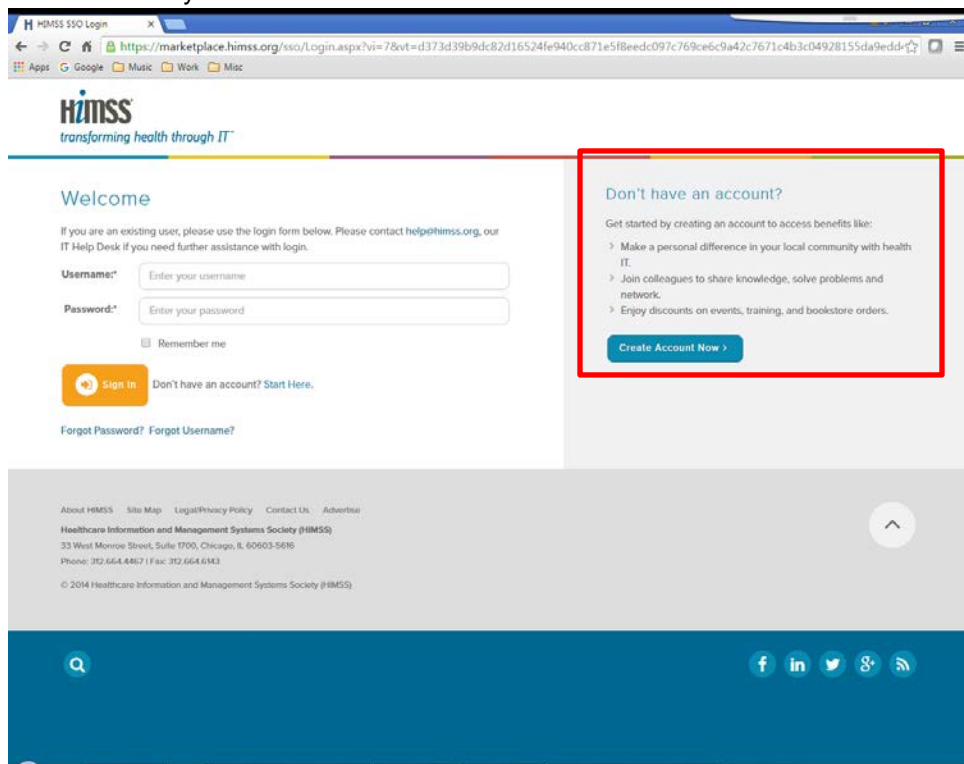 HIMSS SSO Login
https://marketplace.himss.org/sso/Login.aspx?vi=7&vt=d373d39b9dc82d16524fe940cc871e5f8eedc097c769ce6c9a42c7671c4b3c04928155da9edd
Apps Google Music Work Misc
HIMSS
transforming health through IT™
Welcome
If you are an existing user, please use the login form below. Please contact help@himss.org, our
IT Help Desk if you need further assistance with login.
Username:*
Enter your username
Password:*
Enter your password
Remember me
Sign In
Don't have an account? Start Here.
Forgot Password? Forgot Username?
Don't have an account?
Get started by creating an account to access benefits like:
> Make a personal difference in your local community with health
IT.
> Join colleagues to share knowledge, solve problems and
network.
> Enjoy discounts on events, training, and bookstore orders.
Create Account Now >
About HIMSS Site Map Legal/Privacy Policy Contact Us Advertise
Healthcare Information and Management Systems Society (HIMSS)
33 West Monroe Street, Suite 1700, Chicago, IL 60603-5616
Phone: 312.664.4467 | Fax: 312.664.6143
© 2014 Healthcare Information and Management Systems Society (HIMSS)
f in 8+